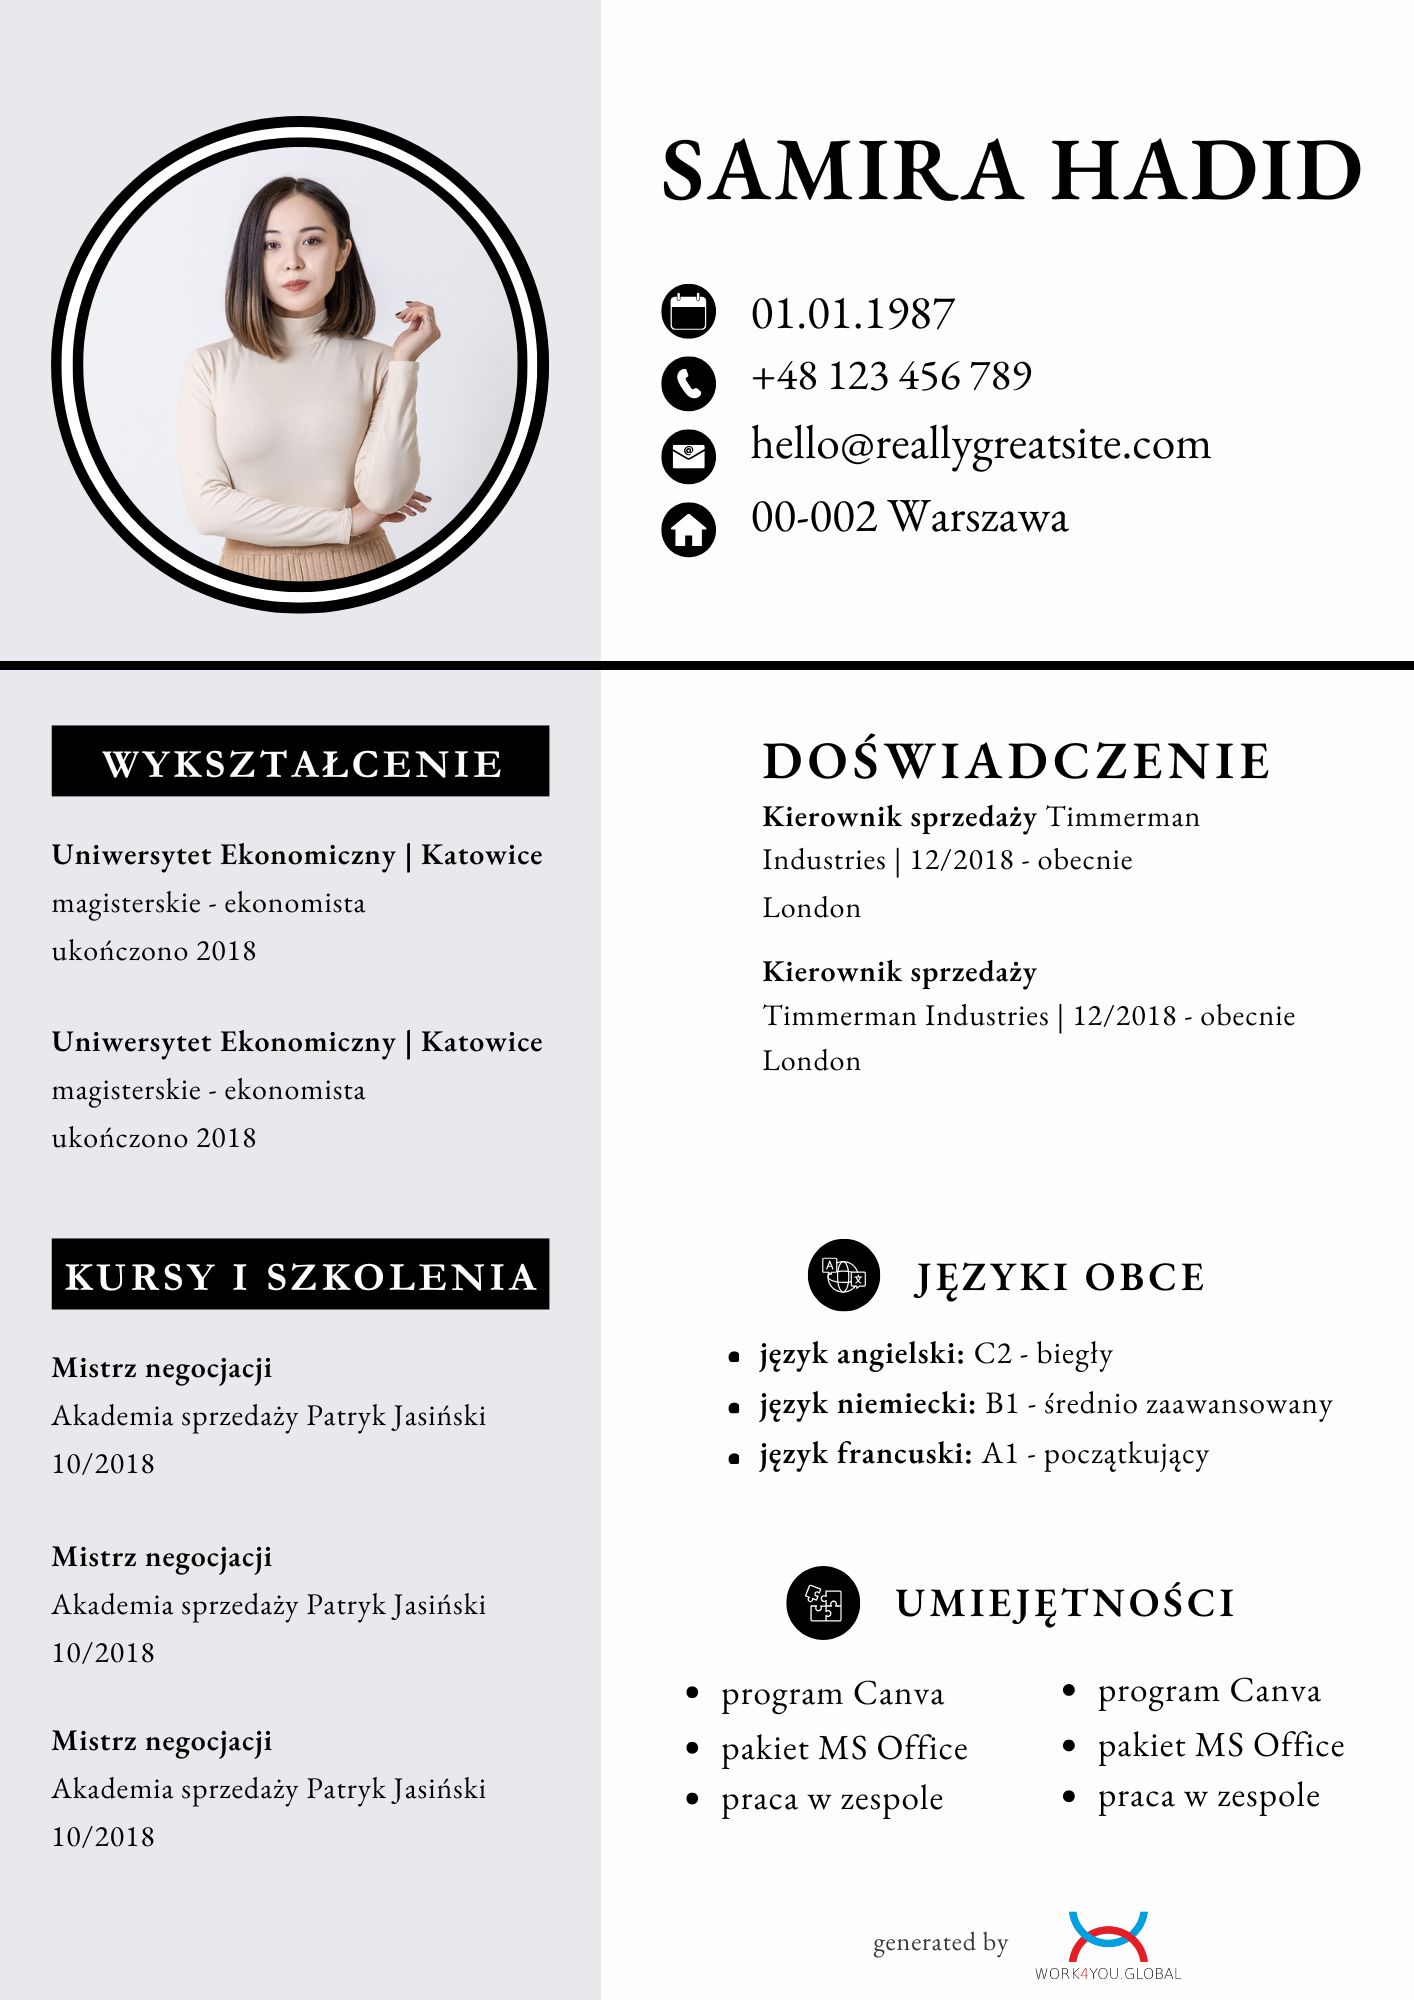 SAMIRA HADID
01.01.1987
+48 123 456 789
hello@reallygreatsite.com
00-002 Warszawa
WYKSZTAŁCENIE
Uniwersytet Ekonomiczny | Katowice
magisterskie - ekonomista
ukończono 2018
Uniwersytet Ekonomiczny | Katowice
magisterskie - ekonomista
ukończono 2018
KURSY I SZKOLENIA
Mistrz negocjacji
Akademia sprzedaży Patryk Jasiński
10/2018
Mistrz negocjacji
Akademia sprzedaży Patryk Jasiński
10/2018
Mistrz negocjacji
Akademia sprzedaży Patryk Jasiński
10/2018
DOŚWIADCZENIE
Kierownik sprzedaży Timmerman
Industries | 12/2018 - obecnie
London
Kierownik sprzedaży
Timmerman Industries | 12/2018 - obecnie
London
JĘZYKI OBCE
język angielski: C2 - biegły
język niemiecki: B1 - średnio zaawansowany
język francuski: A1 - początkujący
UMIEJĘTNOŚCI
program Canva
pakiet MS Office
praca w zespole
program Canva
pakiet MS Office
praca w zespole
generated by
WORK4YOU.GLOBAL